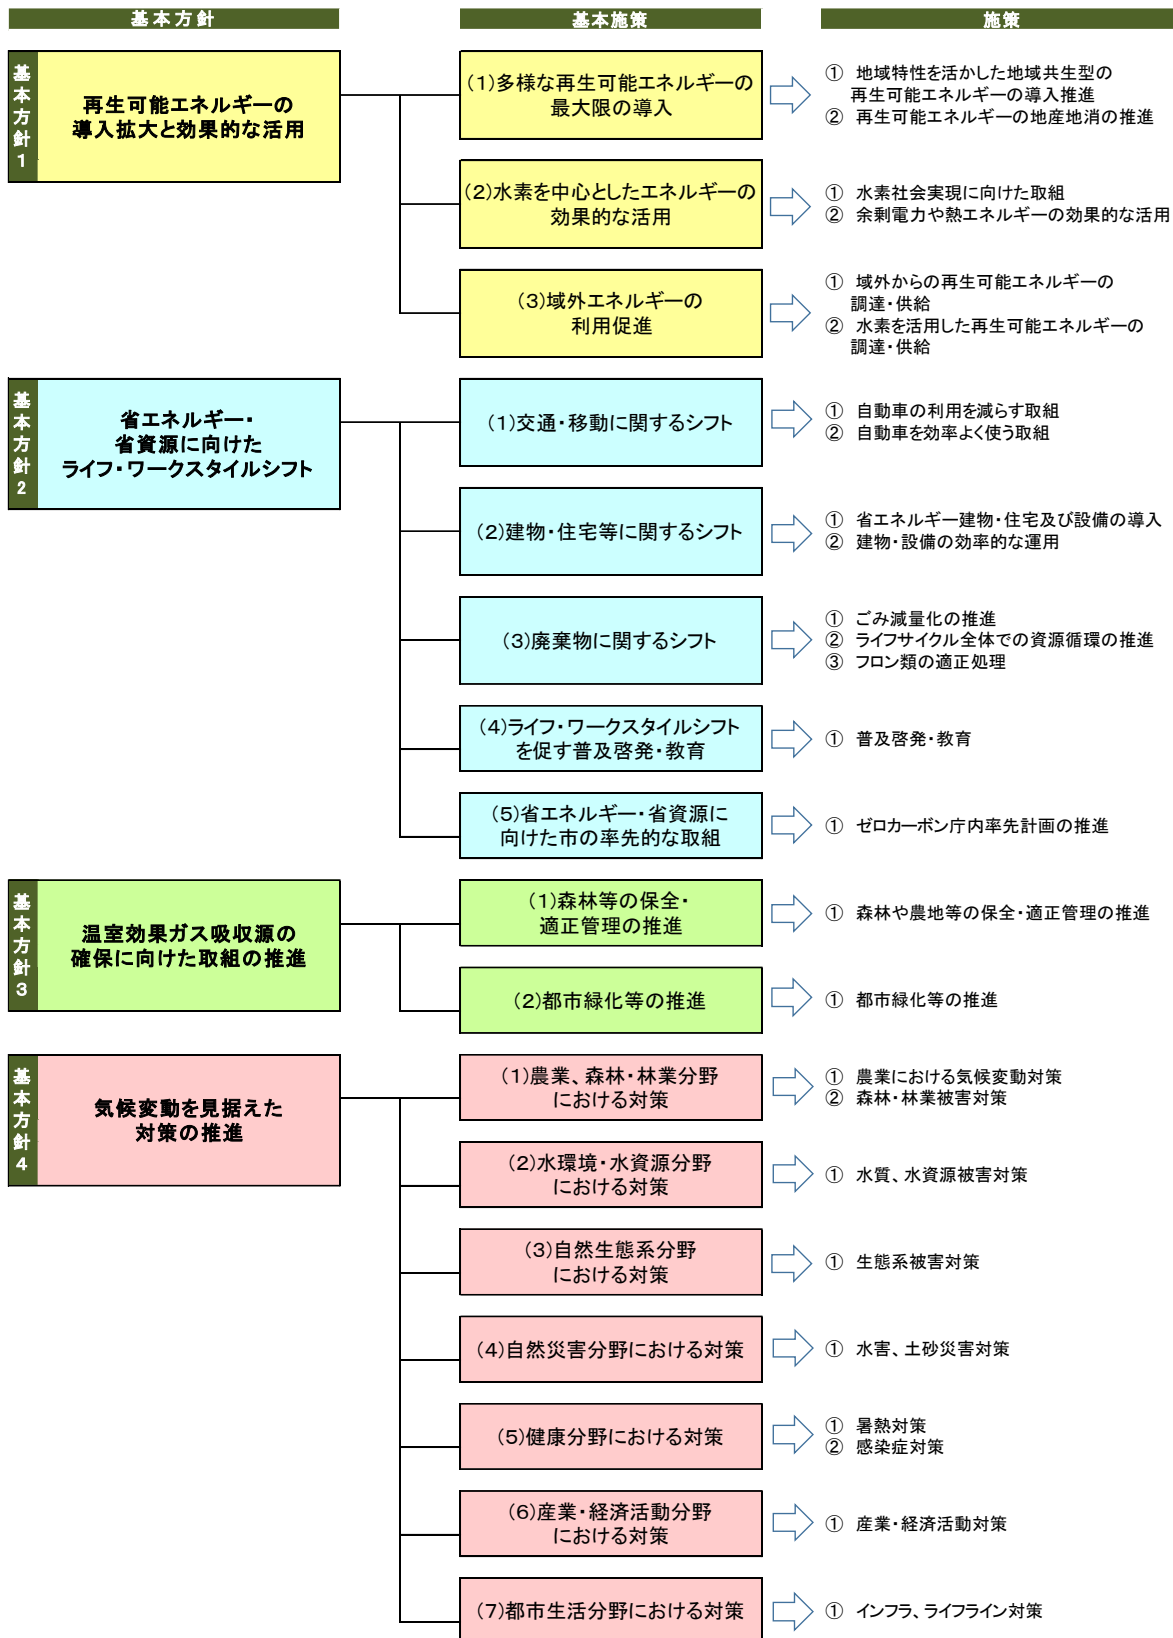 基本方針
基本施策
施策
基本方針1
再生可能エネルギーの
導入拡大と効果的な活用
(1)多様な再生可能エネルギーの
最大限の導入
① 地域特性を活かした地域共生型の
再生可能エネルギーの導入推進
② 再生可能エネルギーの地産地消の推進
(2)水素を中心としたエネルギーの
効果的な活用
① 水素社会実現に向けた取組
② 余剰電力や熱エネルギーの効果的な活用
(3)域外エネルギーの
利用促進
① 域外からの再生可能エネルギーの
調達・供給
② 水素を活用した再生可能エネルギーの
調達・供給
基本方針2
省エネルギー・
省資源に向けた
ライフ・ワークスタイルシフト
(1)交通・移動に関するシフト
① 自動車の利用を減らす取組
② 自動車を効率よく使う取組
(2)建物・住宅等に関するシフト
① 省エネルギー建物・住宅及び設備の導入
② 建物・設備の効率的な運用
(3)廃棄物に関するシフト
① ごみ減量化の推進
② ライフサイクル全体での資源循環の推進
③ フロン類の適正処理
(4)ライフ・ワークスタイルシフト
を促す普及啓発・教育
① 普及啓発・教育
(5)省エネルギー・省資源に
向けた市の率先的な取組
① ゼロカーボン庁内率先計画の推進
基本方針3
温室効果ガス吸収源の
確保に向けた取組の推進
(1)森林等の保全・
適正管理の推進
① 森林や農地等の保全・適正管理の推進
(2)都市緑化等の推進
① 都市緑化等の推進
基本方針4
気候変動を見据えた
対策の推進
(1)農業、森林・林業分野
における対策
① 農業における気候変動対策
② 森林・林業被害対策
(2)水環境・水資源分野
における対策
① 水質、水資源被害対策
(3)自然生態系分野
における対策
① 生態系被害対策
(4)自然災害分野における対策
① 水害、土砂災害対策
(5)健康分野における対策
① 暑熱対策
② 感染症対策
(6)産業・経済活動分野
における対策
① 産業・経済活動対策
(7)都市生活分野における対策
① インフラ、ライフライン対策